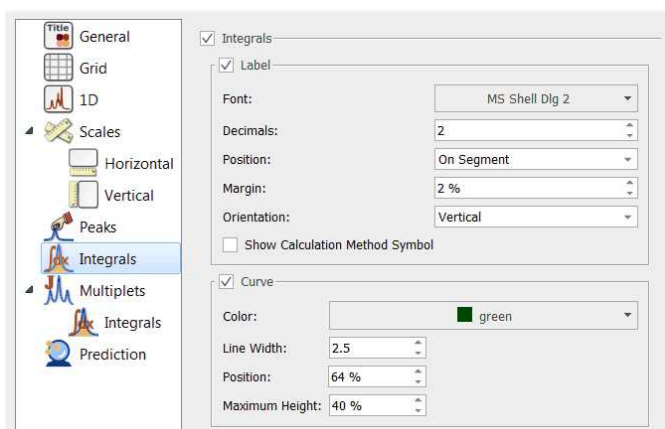 Title
General
Grid
1D
Scales
Horizontal
Vertical
Peaks
Integrals
Multiplets
Integrals
Prediction
Integrals
Label
Font: MS Shell Dlg 2
Decimals: 2
Position: On Segment
Margin: 2 %
Orientation: Vertical
Show Calculation Method Symbol
Curve
Color: green
Line Width: 2.5
Position: 64 %
Maximum Height: 40 %